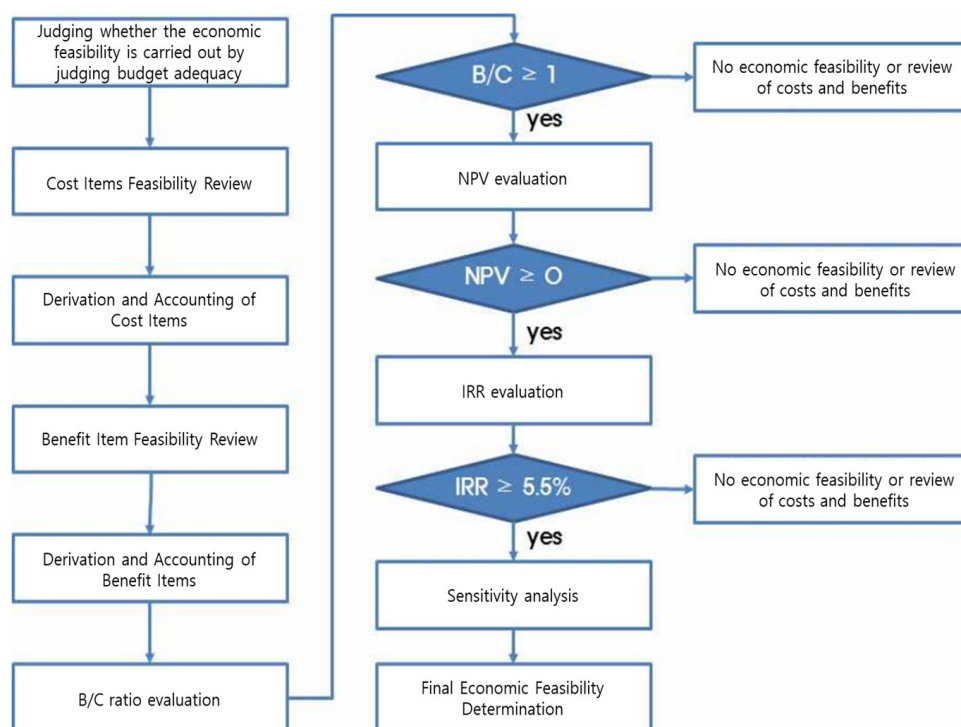 Judging whether the economic
feasibility is carried out by
judging budget adequacy
Cost Items Feasibility Review
Derivation and Accounting of
Cost Items
Benefit Item Feasibility Review
Derivation and Accounting of
Benefit Items
B/C ratio evaluation
B/C ≥ 1
No economic feasibility or review
of costs and benefits
yes
NPV evaluation
NPV ≥ O
No economic feasibility or review
of costs and benefits
yes
IRR evaluation
IRR ≥ 5.5%
No economic feasibility or review
of costs and benefits
yes
Sensitivity analysis
Final Economic Feasibility
Determination